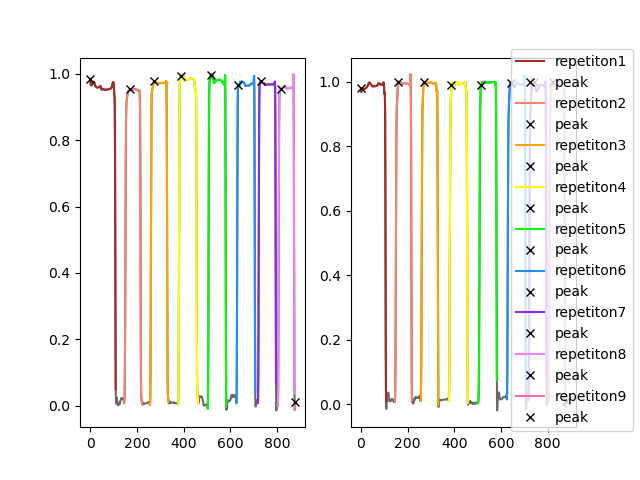 1.0
0.8
0.6
0.4
0.2
0.0
0 200 400 600 800
1.0
0.8
0.6
0.4
0.2
0.0
0 200 400 600 800
repetiton1
peak
repetiton2
peak
repetiton3
peak
repetiton4
peak
repetiton5
peak
repetiton6
peak
repetiton7
peak
repetiton8
peak
repetiton9
peak